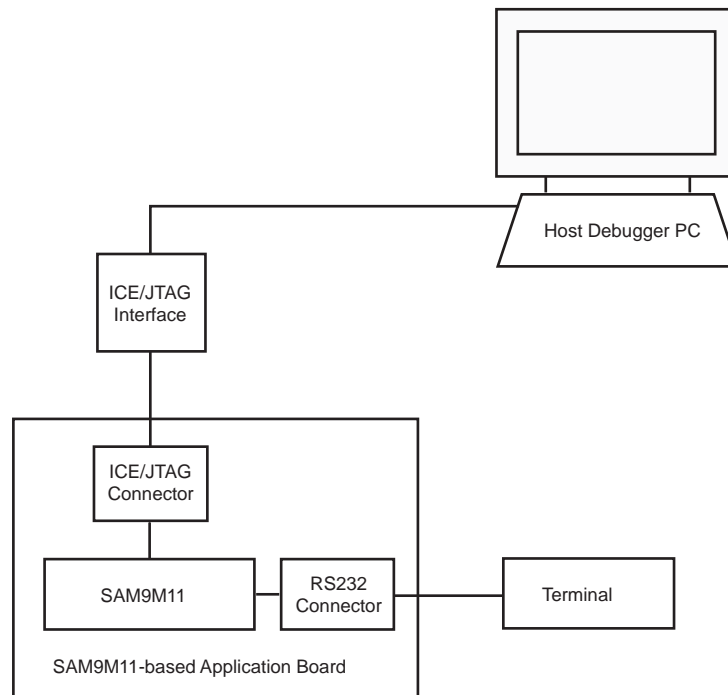 Host Debugger PC
ICE/JTAG
Interface
ICE/JTAG
Connector
SAM9M11
RS232
Connector
Terminal
SAM9M11-based Application Board